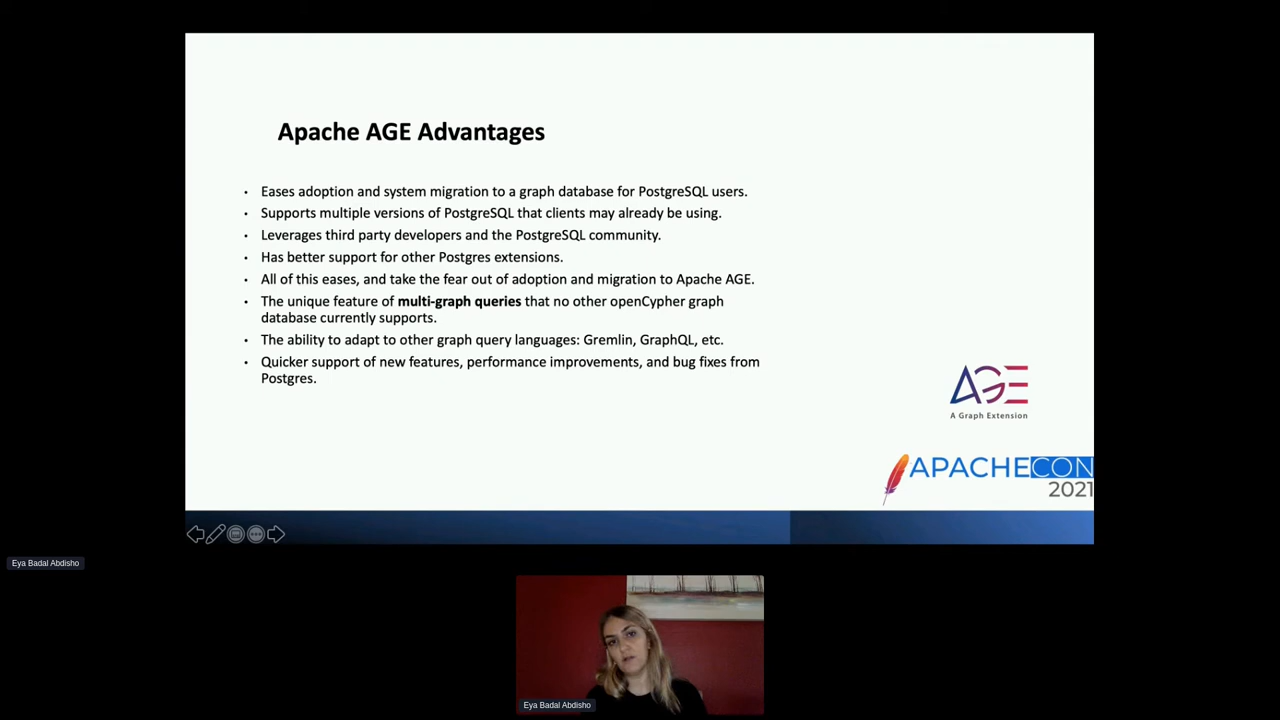 Apache AGE Advantages
• Eases adoption and system migration to a graph database for PostgreSQL users.
• Supports multiple versions of PostgreSQL that clients may already be using.
• Leverages third party developers and the PostgreSQL community.
• Has better support for other Postgres extensions.
• All of this eases, and take the fear out of adoption and migration to Apache AGE.
• The unique feature of multi-graph queries that no other openCypher graph
database currently supports.
• The ability to adapt to other graph query languages: Gremlin, GraphQL, etc.
• Quicker support of new features, performance improvements, and bug fixes from
Postgres.
AGE
A Graph Extension
APACHECON
2021
Eya Badal Abdisho
Eya Badal Abdisho